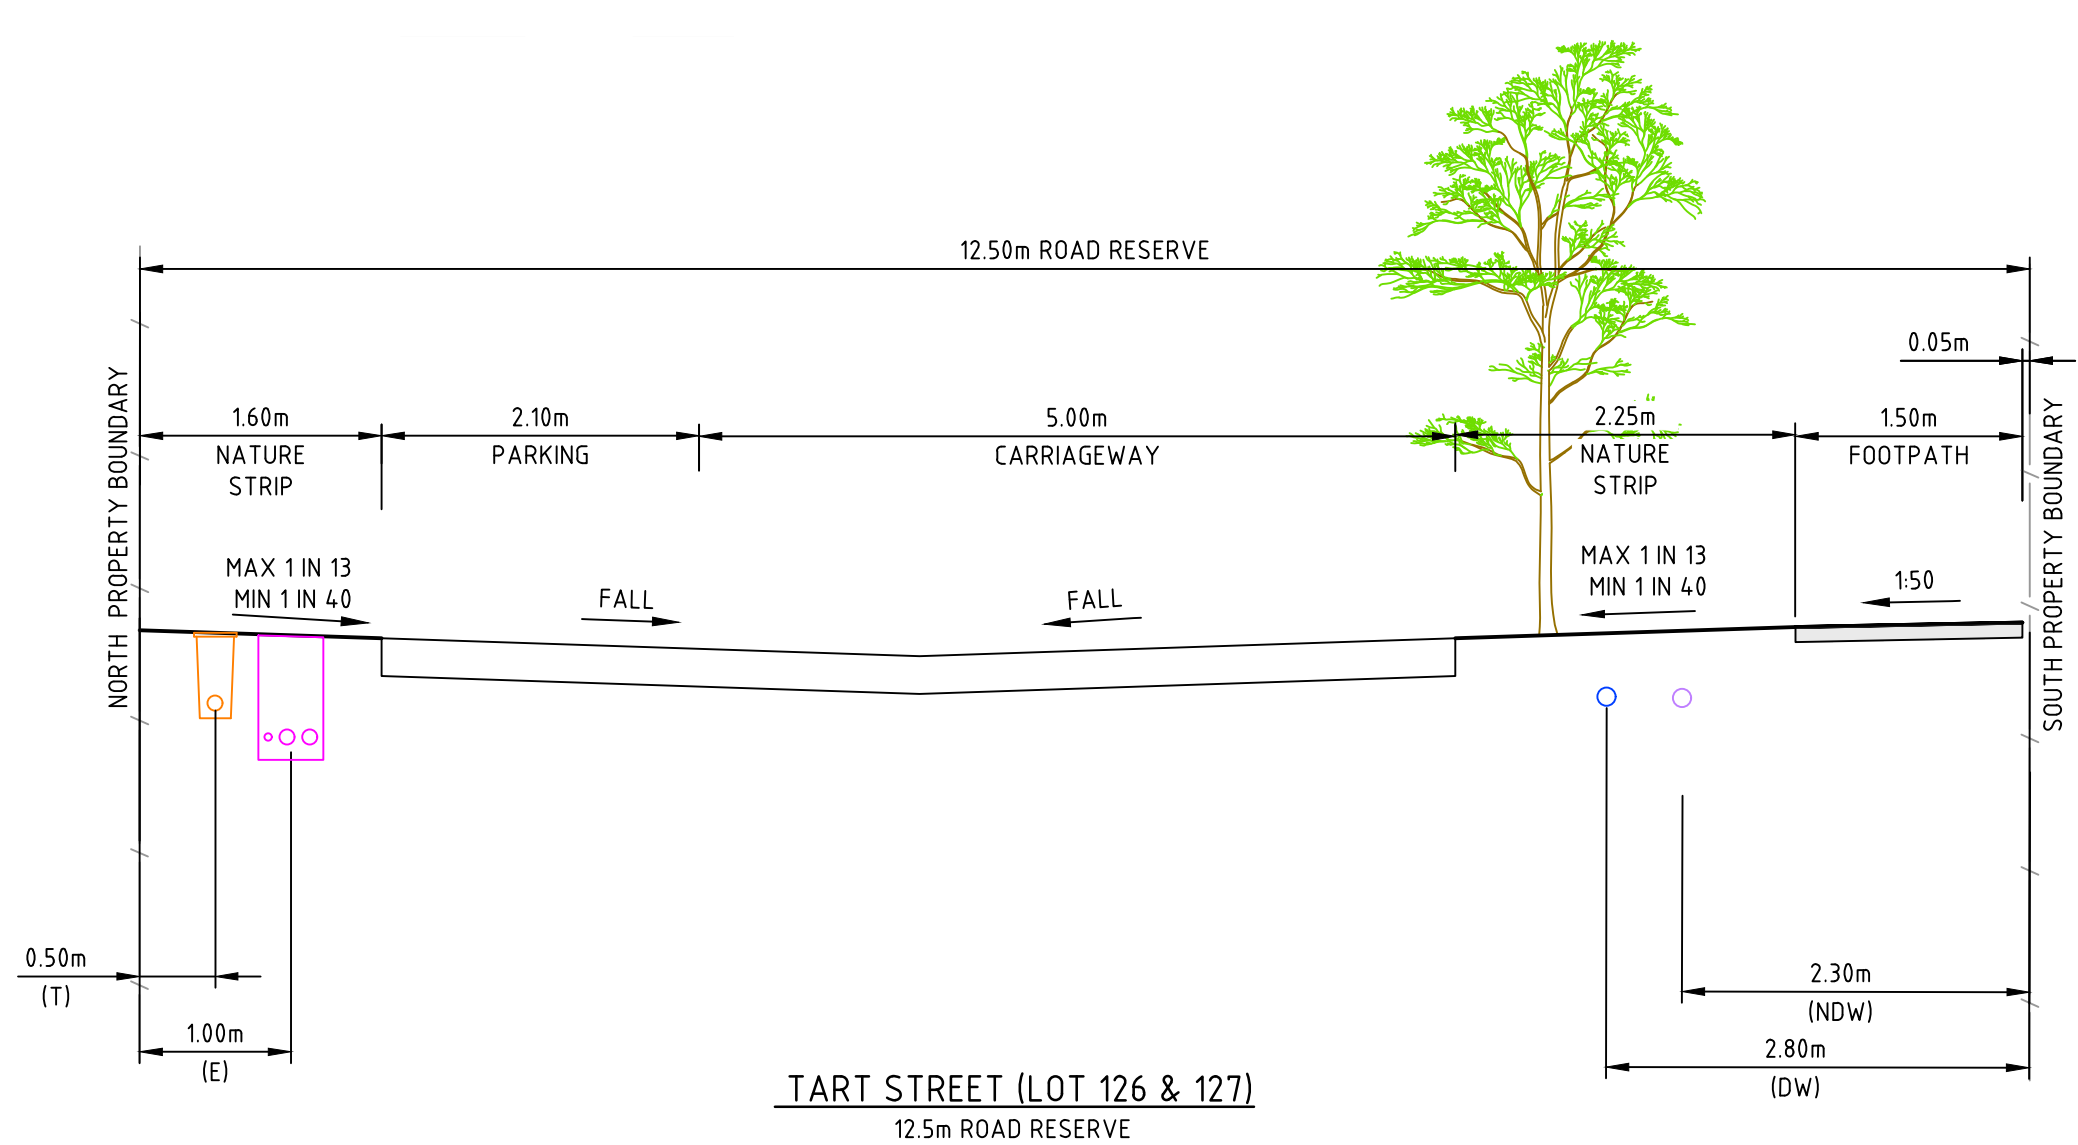 12.50m ROAD RESERVE
0.05m
1.60m
NATURE
STRIP
2.10m
PARKING
5.00m
CARRIAGEWAY
2.25m
NATURE
STRIP
1.50m
FOOTPATH
NORTH PROPERTY BOUNDARY
SOUTH PROPERTY BOUNDARY
MAX 1 IN 13
MIN 1 IN 40
FALL
FALL
MAX 1 IN 13
MIN 1 IN 40
1:50
0.50m
(T)
1.00m
(E)
2.30m
(NDW)
2.80m
(DW)
TART STREET (LOT 126 & 127)
12.5m ROAD RESERVE